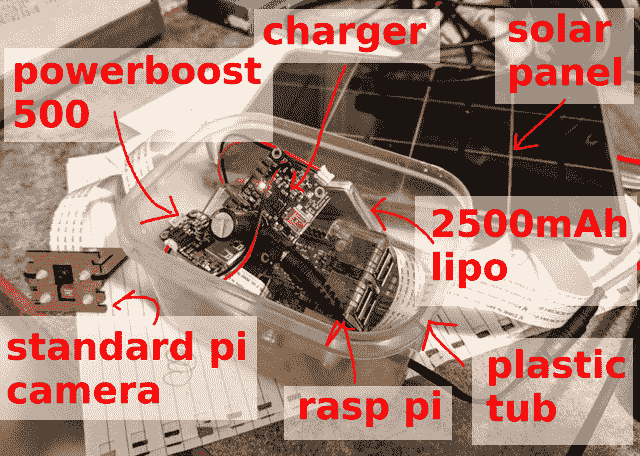 charger
solar
panel
powerboost
500
2500mAh
lipo
standard pi
camera
plastic
tub
rasp pi